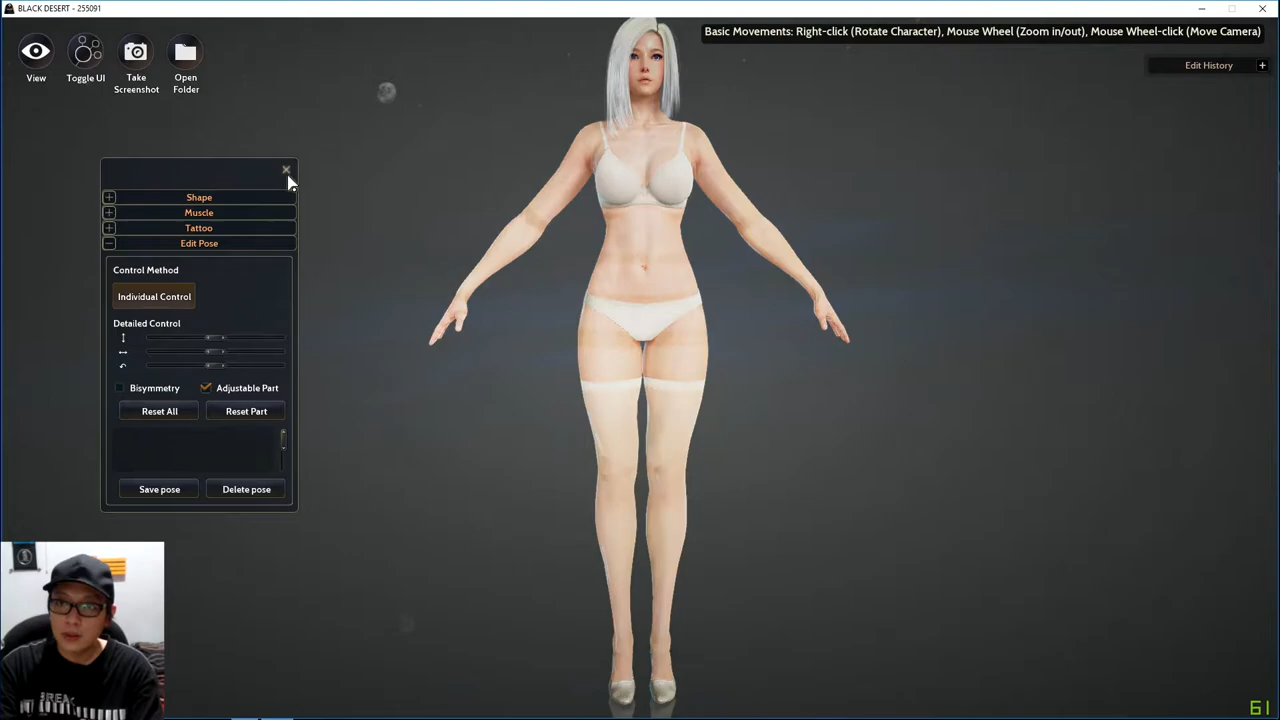 BLACK DESERT - 255091
Basic Movements: Right-click (Rotate Character), Mouse Wheel (Zoom in/out), Mouse Wheel-click (Move Camera)
View
Toggle UI
Take
Screenshot
Open
Folder
Edit History
Shape
Muscle
Tattoo
Edit Pose
Control Method
Individual Control
Detailed Control
Bisymmetry
Adjustable Part
Reset All
Reset Part
Save pose
Delete pose
61